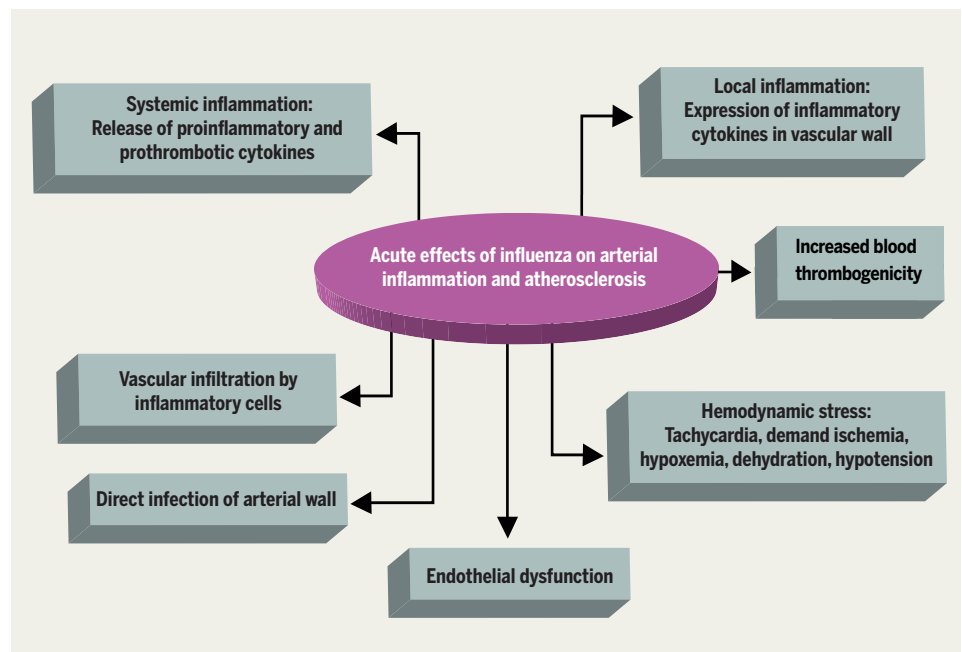 Systemic inflammation:
Release of proinflammatory and
prothrombotic cytokines
Local inflammation:
Expression of inflammatory
cytokines in vascular wall
Acute effects of influenza on arterial
inflammation and atherosclerosis
Increased blood
thrombogenicity
Vascular infiltration by
inflammatory cells
Hemodynamic stress:
Tachycardia, demand ischemia,
hypoxemia, dehydration, hypotension
Direct infection of arterial wall
Endothelial dysfunction